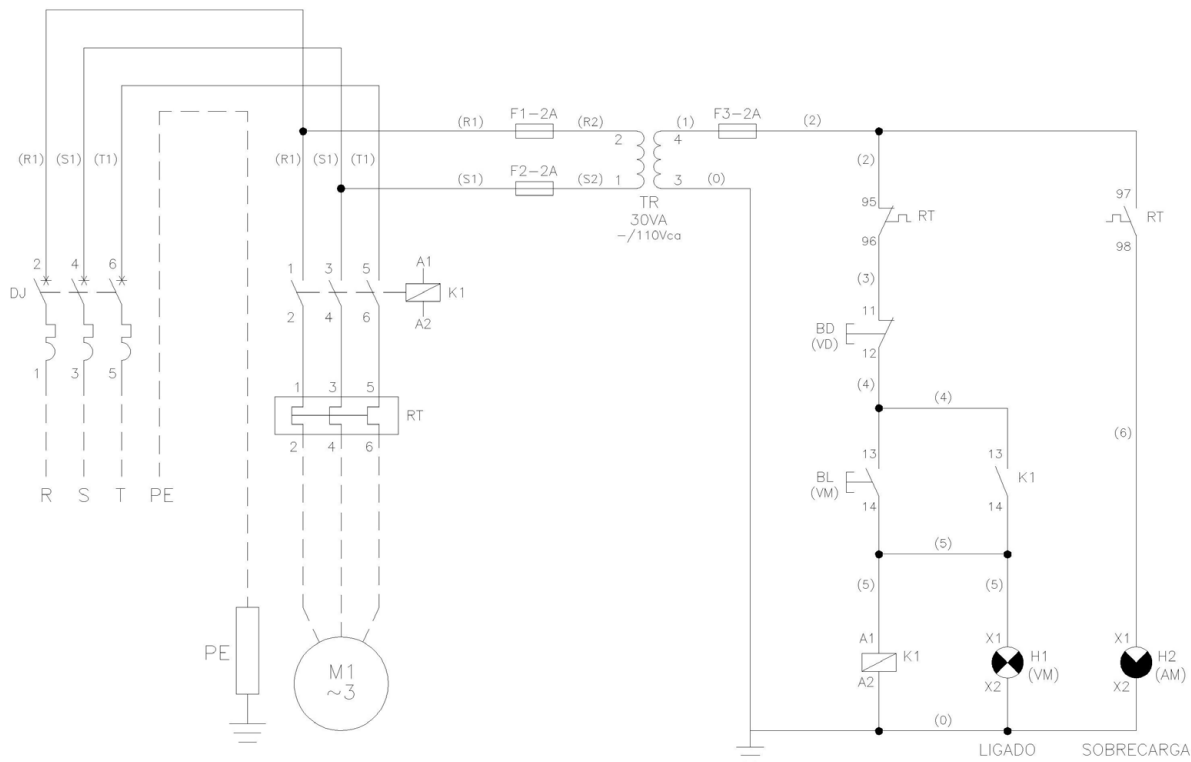 F1-2A
F3-2A
(R1) (R2) (1) (2)
2 4
(R1) (S1) (T1) (R1) (S1) (T1) (2)
F2-2A
(S1) (S2) 1 3 (0)
TR
30VA
-/110Vca
95 97
RT RT
96 98
2 4 6 1 3 5 A1
DJ K1
2 4 6 A2
(3)
11
BD
(VD)
12
1 3 5 1 3 5
(4) (4)
RT
2 4 6
(6)
13 13
BL K1
(VM)
14 14
R S T PE
(5)
(5) (5)
A1 X1 X1
PE M1 K1 H1 H2
~3 (VM) (AM)
A2 X2 X2
(0)
LIGADO SOBRECARGA